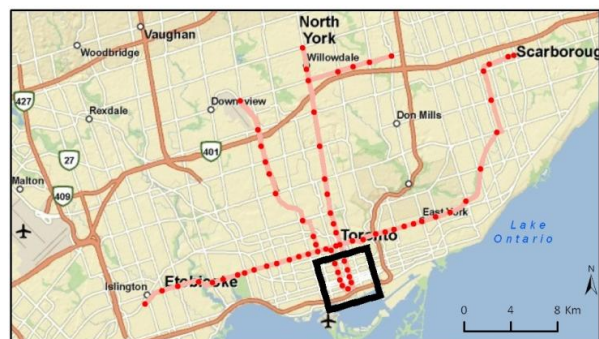 North
York
Vaughan
Woodbridge
Willowdale
Scarboroug
427
Downsview
Rexdale
Don Mills
401
27
Malton
409
East York
Lake
Ontario
Toronto
Etobicoke
Islington
N
0 4 8 Km